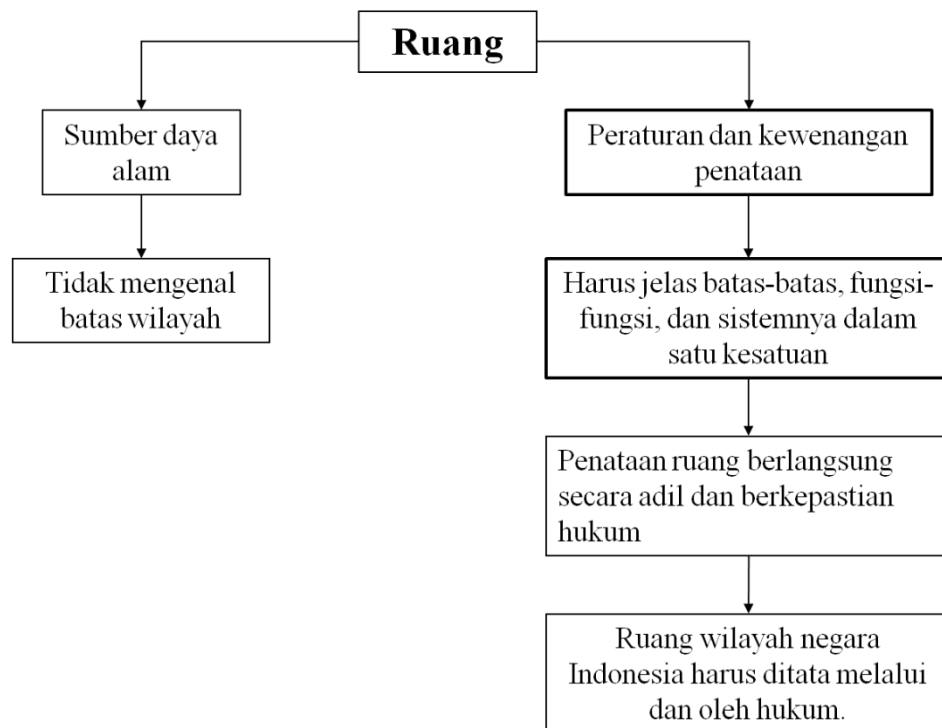 Ruang
Sumber daya
alam
Tidak mengenal
batas wilayah
Peraturan dan kewenangan
penataan
Harus jelas batas-batas, fungsi-
fungsi, dan sistemnya dalam
satu kesatuan
Penataan ruang berlangsung
secara adil dan berkepastian
hukum
Ruang wilayah negara
Indonesia harus ditata melalui
dan oleh hukum.